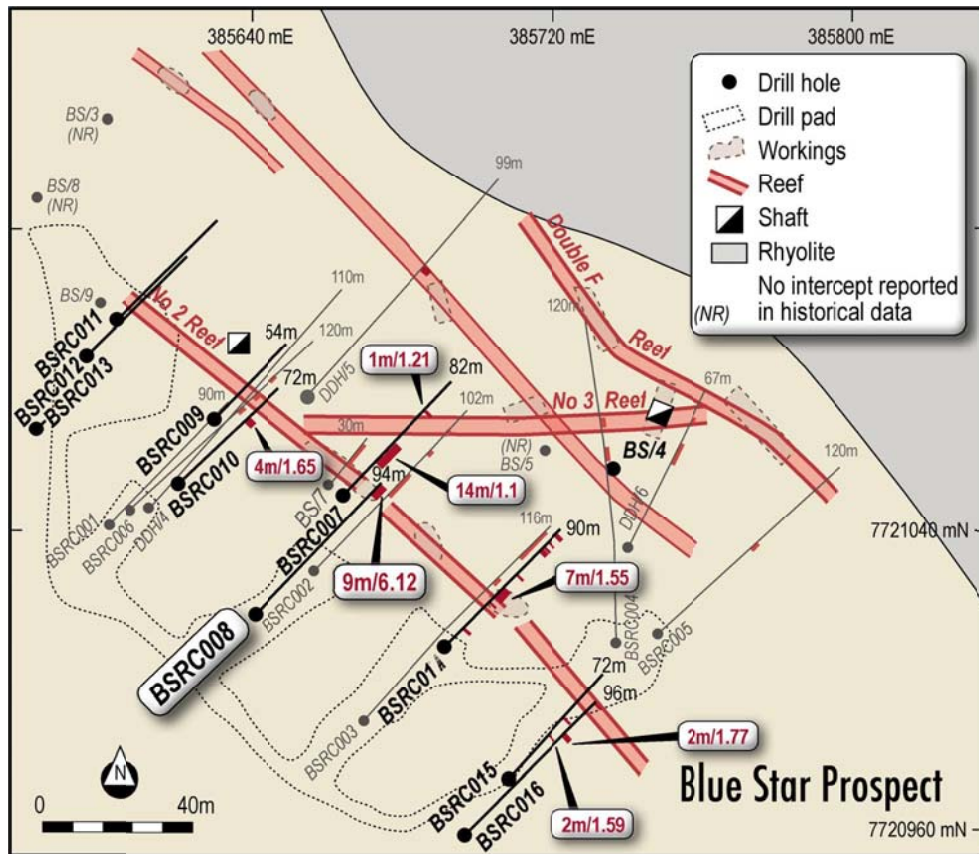 385640 mE
385720 mE
385800 mE
Drill hole
Drill pad
Workings
Reef
Shaft
Rhyolite
No intercept reported
(NR) in historical data
BS/3
(NR)
BS/8
(NR)
99m
Double F
Reef
110m
120m
120m
BS/9
No 2 Reef
BSRC011
BSRC012
BSRC013
54m
72m
1m/1.21
82m
DDH/5
102m
67m
No 3 Reef
90m
30m
BSRC009
(NR)
BS/5
BS/4
4m/1.65
94m
14m/1.1
120m
BSRC010
BS/7
BSRC007
DDH/6
BSRC001
BSRC006
DDH/4
116m
90m
7721040 mN
9m/6.12
7m/1.55
BSRC002
BSRC008
BSRC004
BSRC005
BSRC014
72m
96m
BSRC003
2m/1.77
BSRC015
BSRC016
Blue Star Prospect
2m/1.59
N
0
40m
7720960 mN